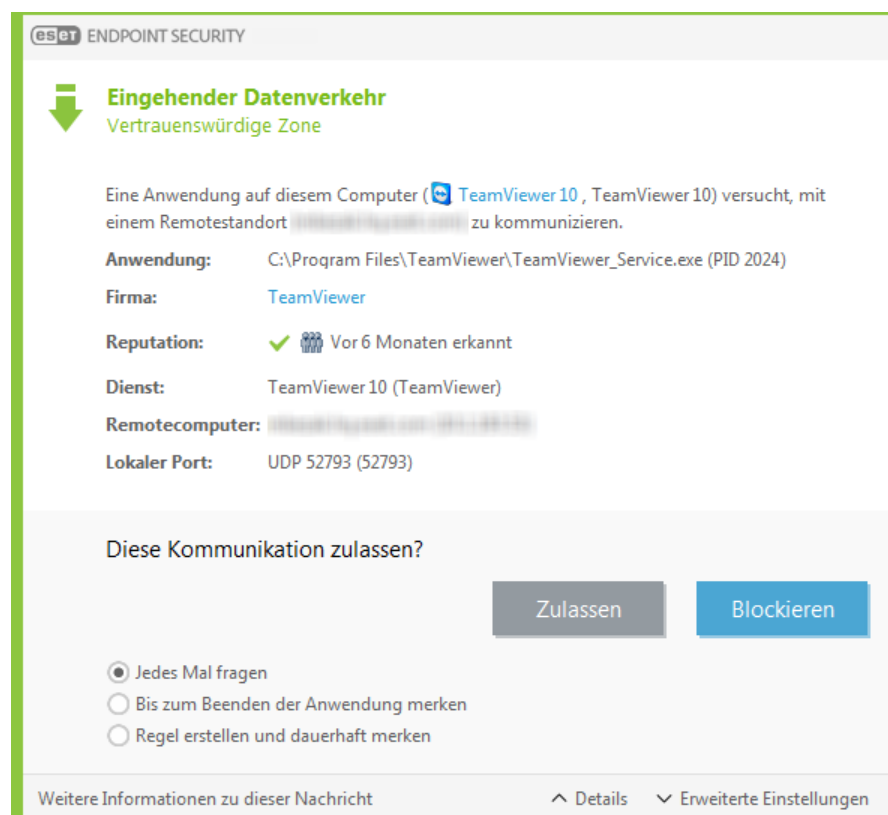 eset ENDPOINT SECURITY
Eingehender Datenverkehr
Vertrauenswürdige Zone
Eine Anwendung auf diesem Computer ( TeamViewer 10 , TeamViewer 10) versucht, mit
einem Remotestandort zu kommunizieren.
Anwendung: C:\Program Files\TeamViewer\TeamViewer_Service.exe (PID 2024)
Firma: TeamViewer
Reputation: Vor 6 Monaten erkannt
Dienst: TeamViewer 10 (TeamViewer)
Remotecomputer:
Lokaler Port: UDP 52793 (52793)
Diese Kommunikation zulassen?
Zulassen Blockieren
Jedes Mal fragen
Bis zum Beenden der Anwendung merken
Regel erstellen und dauerhaft merken
Weitere Informationen zu dieser Nachricht Details Erweiterte Einstellungen